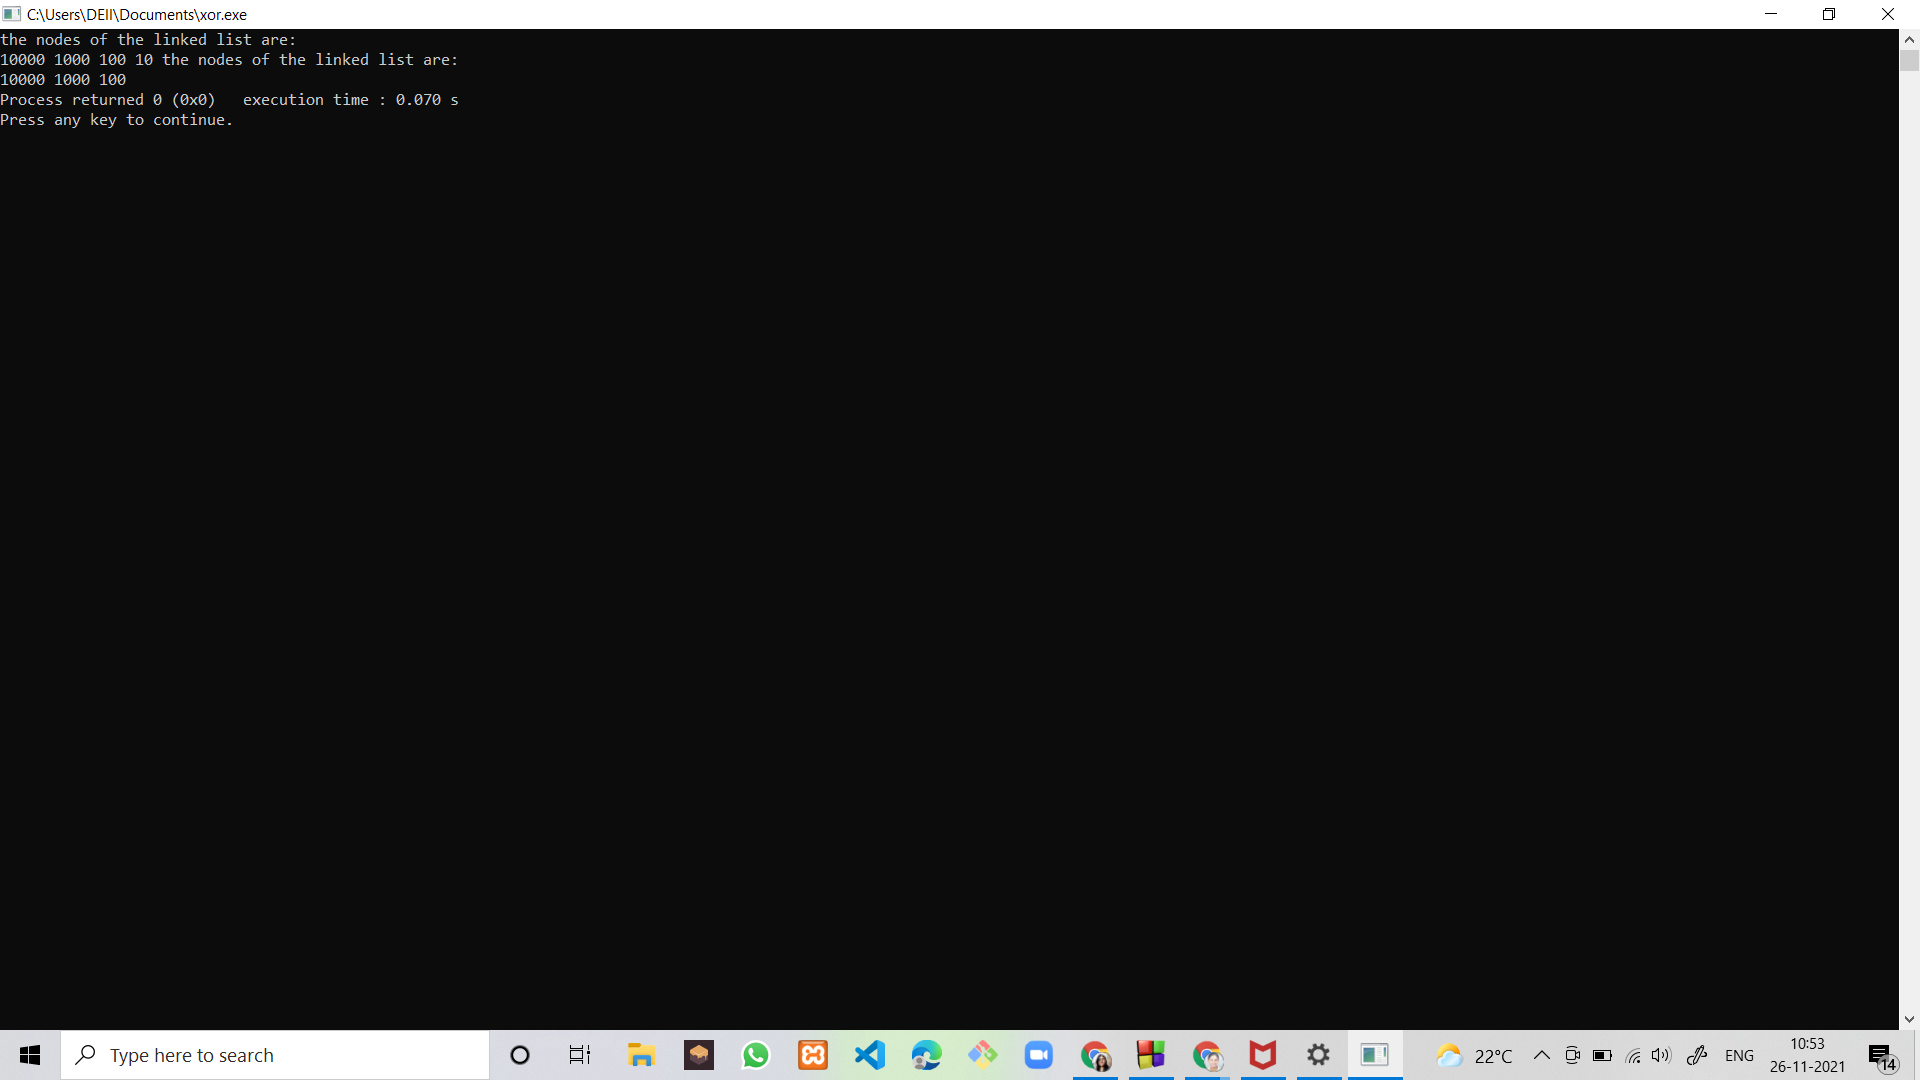 C:\Users\DEll\Documents\xor.exe
the nodes of the linked list are:
10000 1000 100 10 the nodes of the linked list are:
10000 1000 100
Process returned 0 (0x0)   execution time : 0.070 s
Press any key to continue.
Type here to search
22°C
ENG
10:53
26-11-2021
14